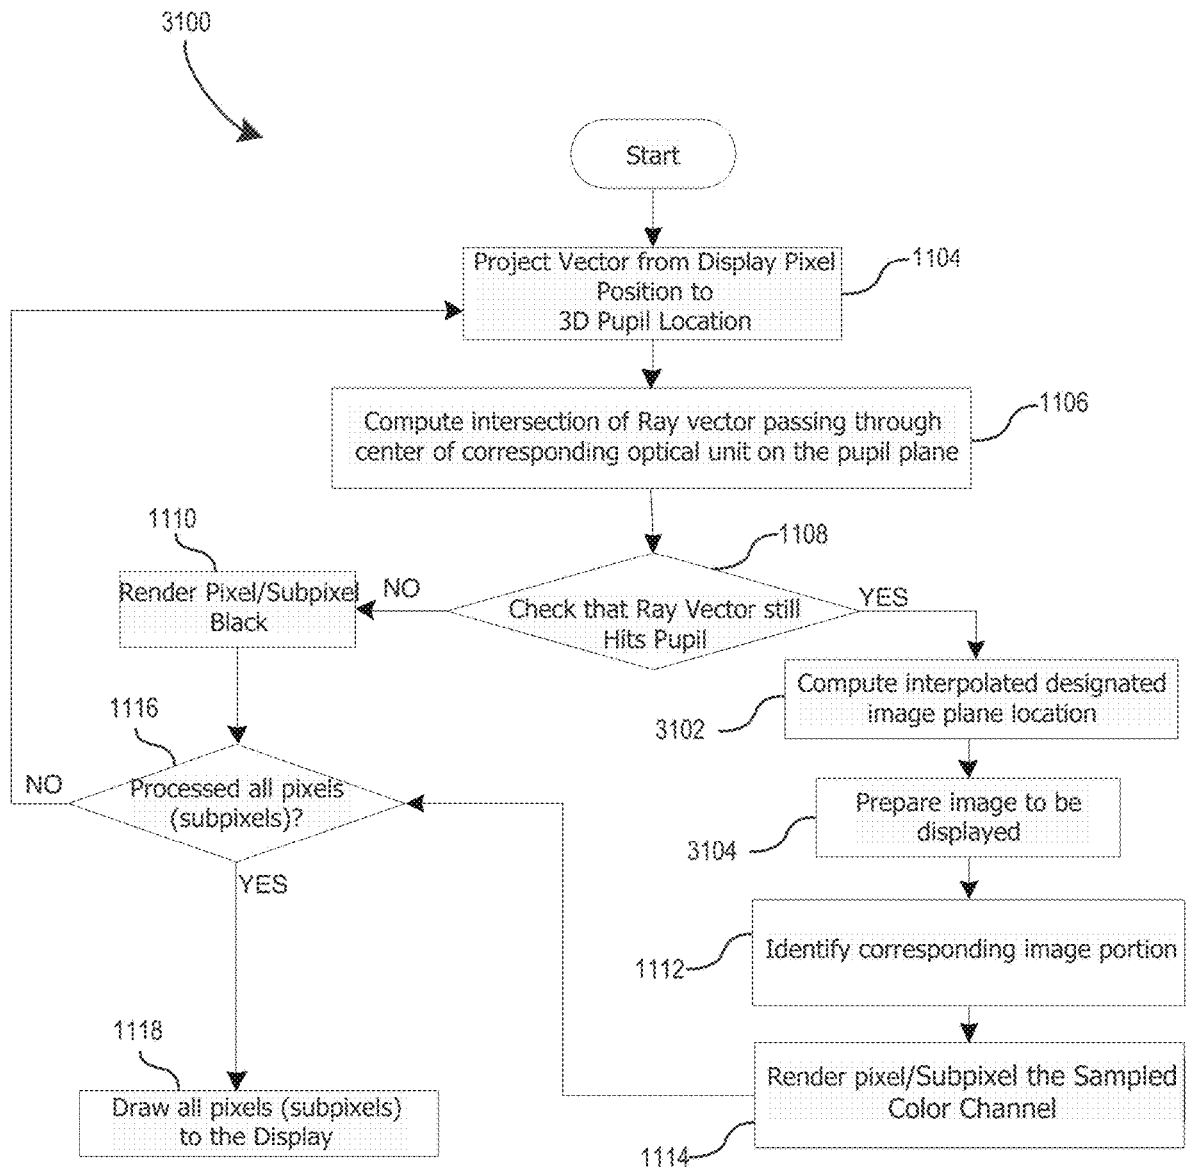 3100
Start
Project Vector from Display Pixel
Position to
3D Pupil Location
1104
Compute intersection of Ray vector passing through
center of corresponding optical unit on the pupil plane
1106
1108
Check that Ray Vector still
Hits Pupil
NO
YES
1110
Render Pixel/Subpixel
Black
Compute interpolated designated
image plane location
3102
1116
Processed all pixels
(subpixels)?
NO
YES
Prepare image to be
displayed
3104
Identify corresponding image portion
1112
Render pixel/Subpixel the Sampled
Color Channel
1114
1118
Draw all pixels (subpixels)
to the Display